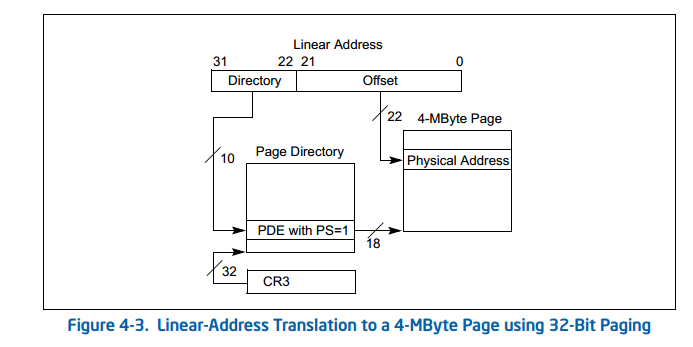 Linear Address
31 22 21 0
Directory Offset
22 4-MByte Page
10 Page Directory
Physical Address
PDE with PS=1
18
32
CR3
Figure 4-3. Linear-Address Translation to a 4-MByte Page using 32-Bit Paging